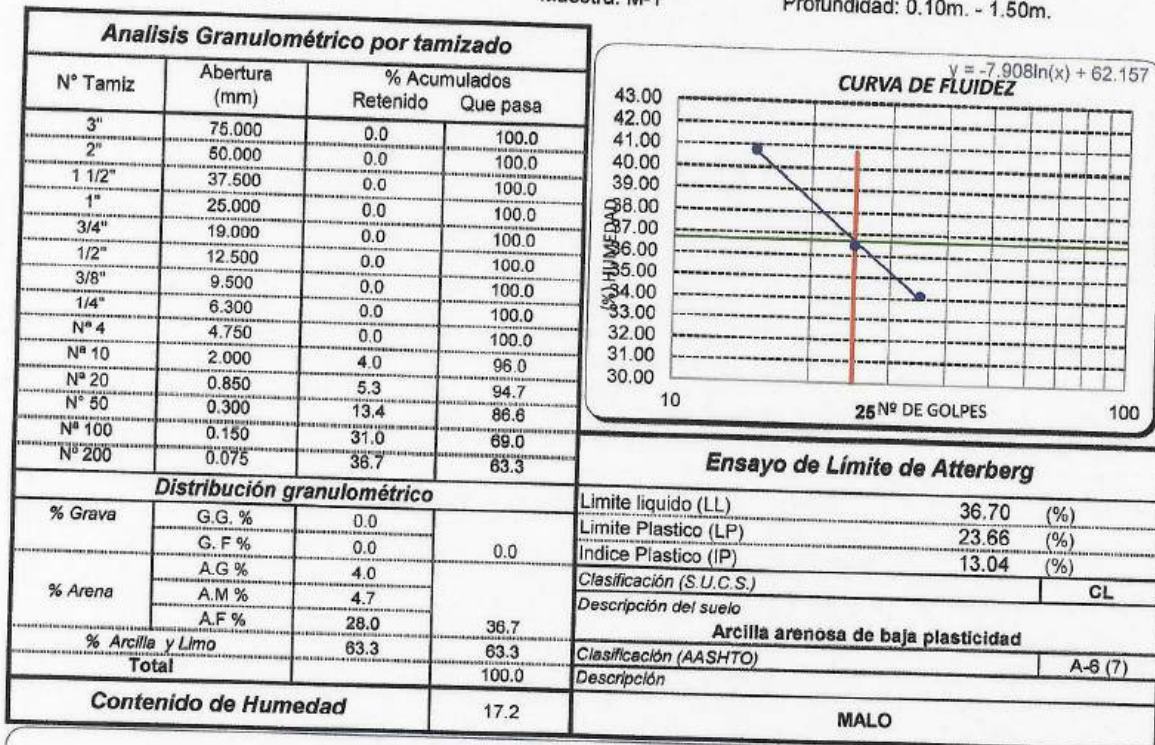 Muestra: M-1 Profundidad: 0.10m. - 1.50m.
Analisis Granulométrico por tamizado
N° Tamiz Abertura (mm) % Acumulados
Retenido Que pasa
3" 75.000 0.0 100.0
2" 50.000 0.0 100.0
1 1/2" 37.500 0.0 100.0
1" 25.000 0.0 100.0
3/4" 19.000 0.0 100.0
1/2" 12.500 0.0 100.0
3/8" 9.500 0.0 100.0
1/4" 6.300 0.0 100.0
Nª 4 4.750 0.0 100.0
Nª 10 2.000 4.0 96.0
Nª 20 0.850 5.3 94.7
N° 50 0.300 13.4 86.6
Nª 100 0.150 31.0 69.0
Nª 200 0.075 36.7 63.3
Distribución granulométrico
% Grava G.G. % 0.0
G. F % 0.0 0.0
% Arena A.G % 4.0
A.M % 4.7
A.F % 28.0 36.7
% Arcilla y Limo 63.3 63.3
Total 100.0
Contenido de Humedad 17.2
y = -7.908ln(x) + 62.157
CURVA DE FLUIDEZ
43.00
42.00
41.00
40.00
39.00
38.00
37.00
36.00
35.00
34.00
33.00
32.00
31.00
30.00
(%) HUMEDAD
10 25 Nº DE GOLPES 100
Ensayo de Límite de Atterberg
Limite liquido (LL) 36.70 (%)
Limite Plastico (LP) 23.66 (%)
Indice Plastico (IP) 13.04 (%)
Clasificación (S.U.C.S.) CL
Descripción del suelo
Arcilla arenosa de baja plasticidad
Clasificación (AASHTO) A-6 (7)
Descripción
MALO